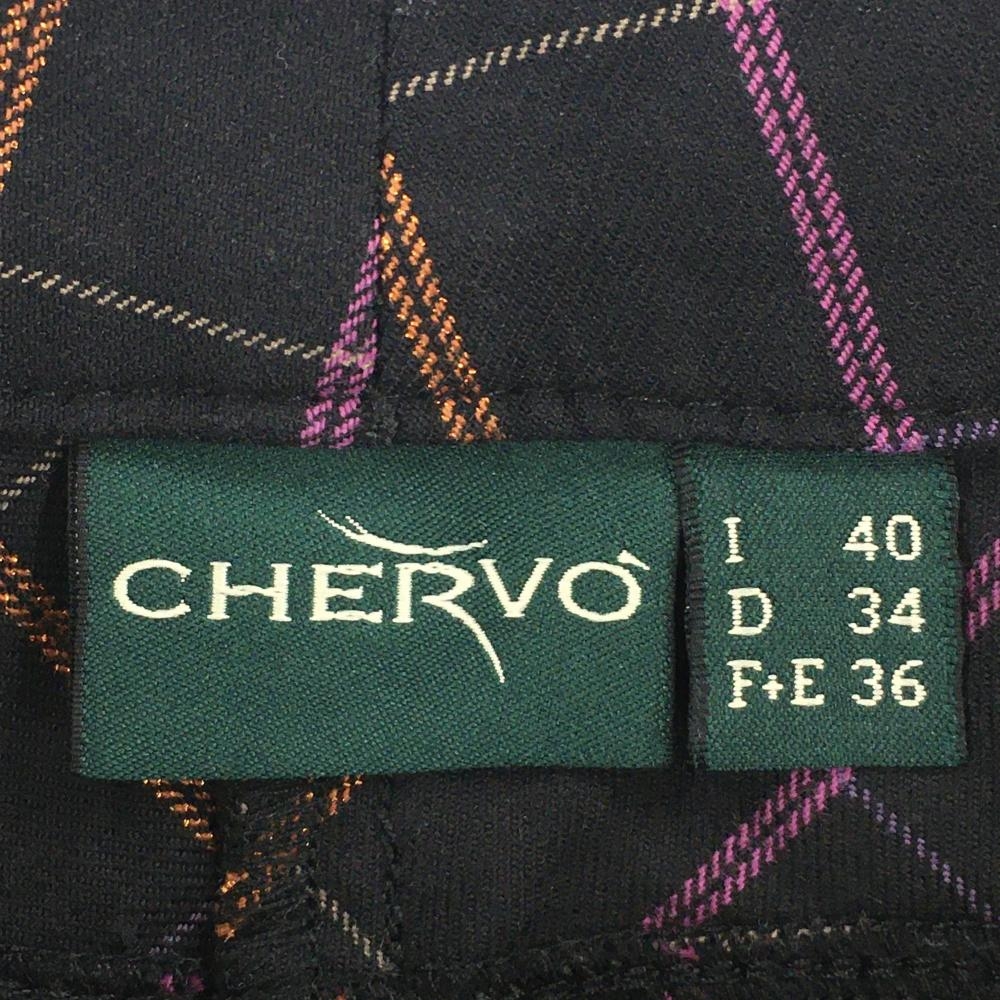 CHERVÒ
I 40
D 34
F+E 36